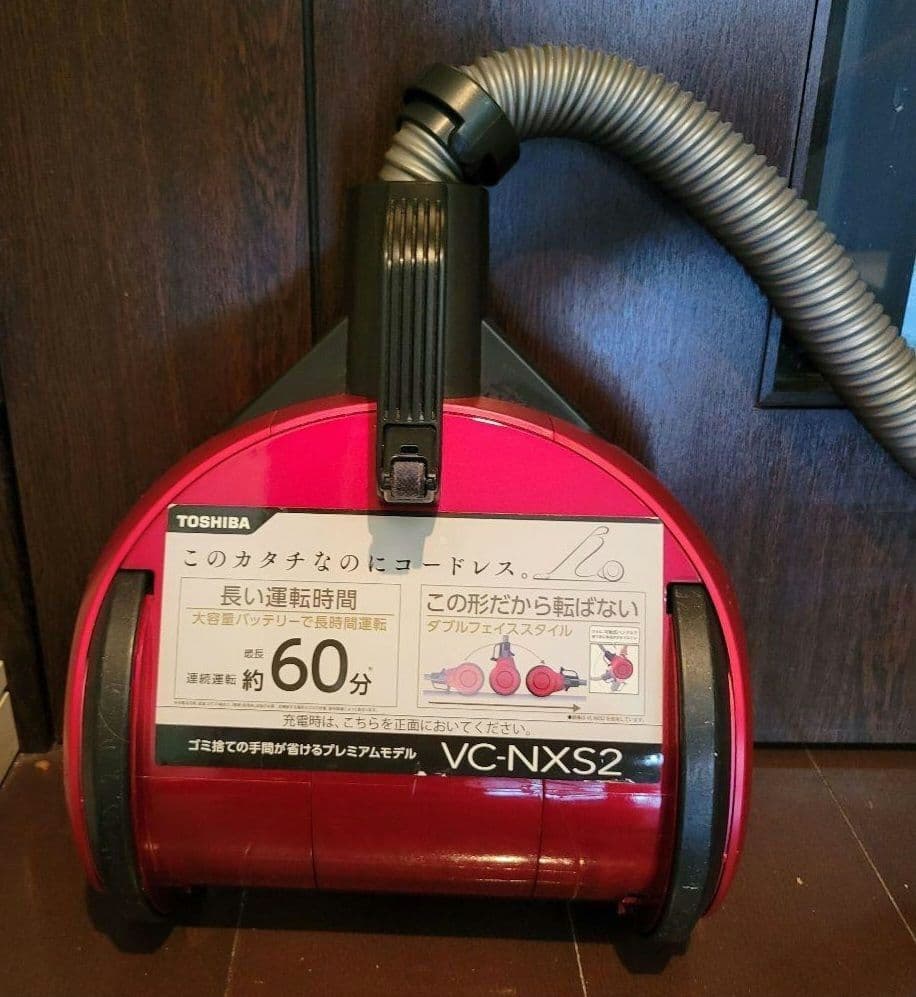 TOSHIBA
このカタチなのにコードレス。
長い運転時間
大容量バッテリーで長時間運転
最長
連続運転 約60分
この形だから転ばない
ダブルフェイススタイル
充電時は、こちらを正面においてください。
ゴミ捨ての手間が省けるプレミアムモデル VC-NXS2